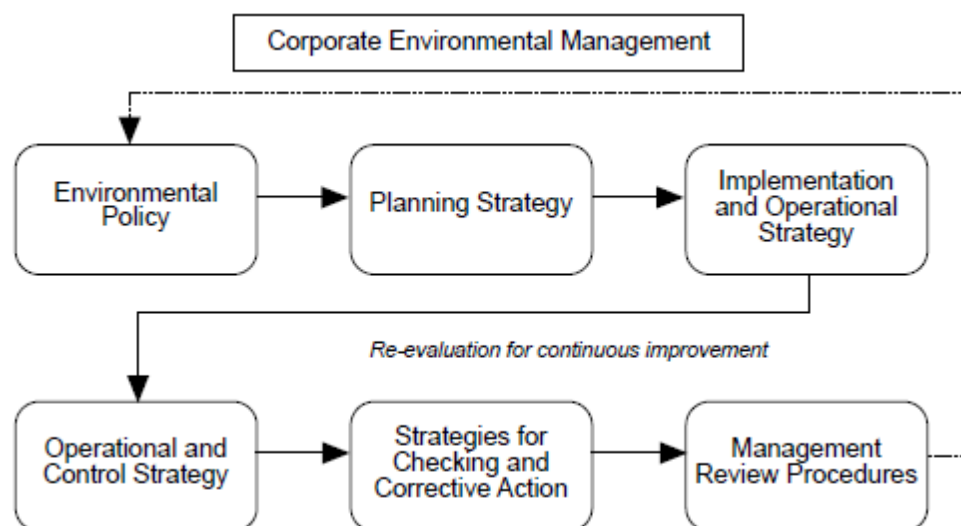 Corporate Environmental Management
Environmental
Policy
Planning Strategy
Implementation
and Operational
Strategy
Re-evaluation for continuous improvement
Operational and
Control Strategy
Strategies for
Checking and
Corrective Action
Management
Review Procedures